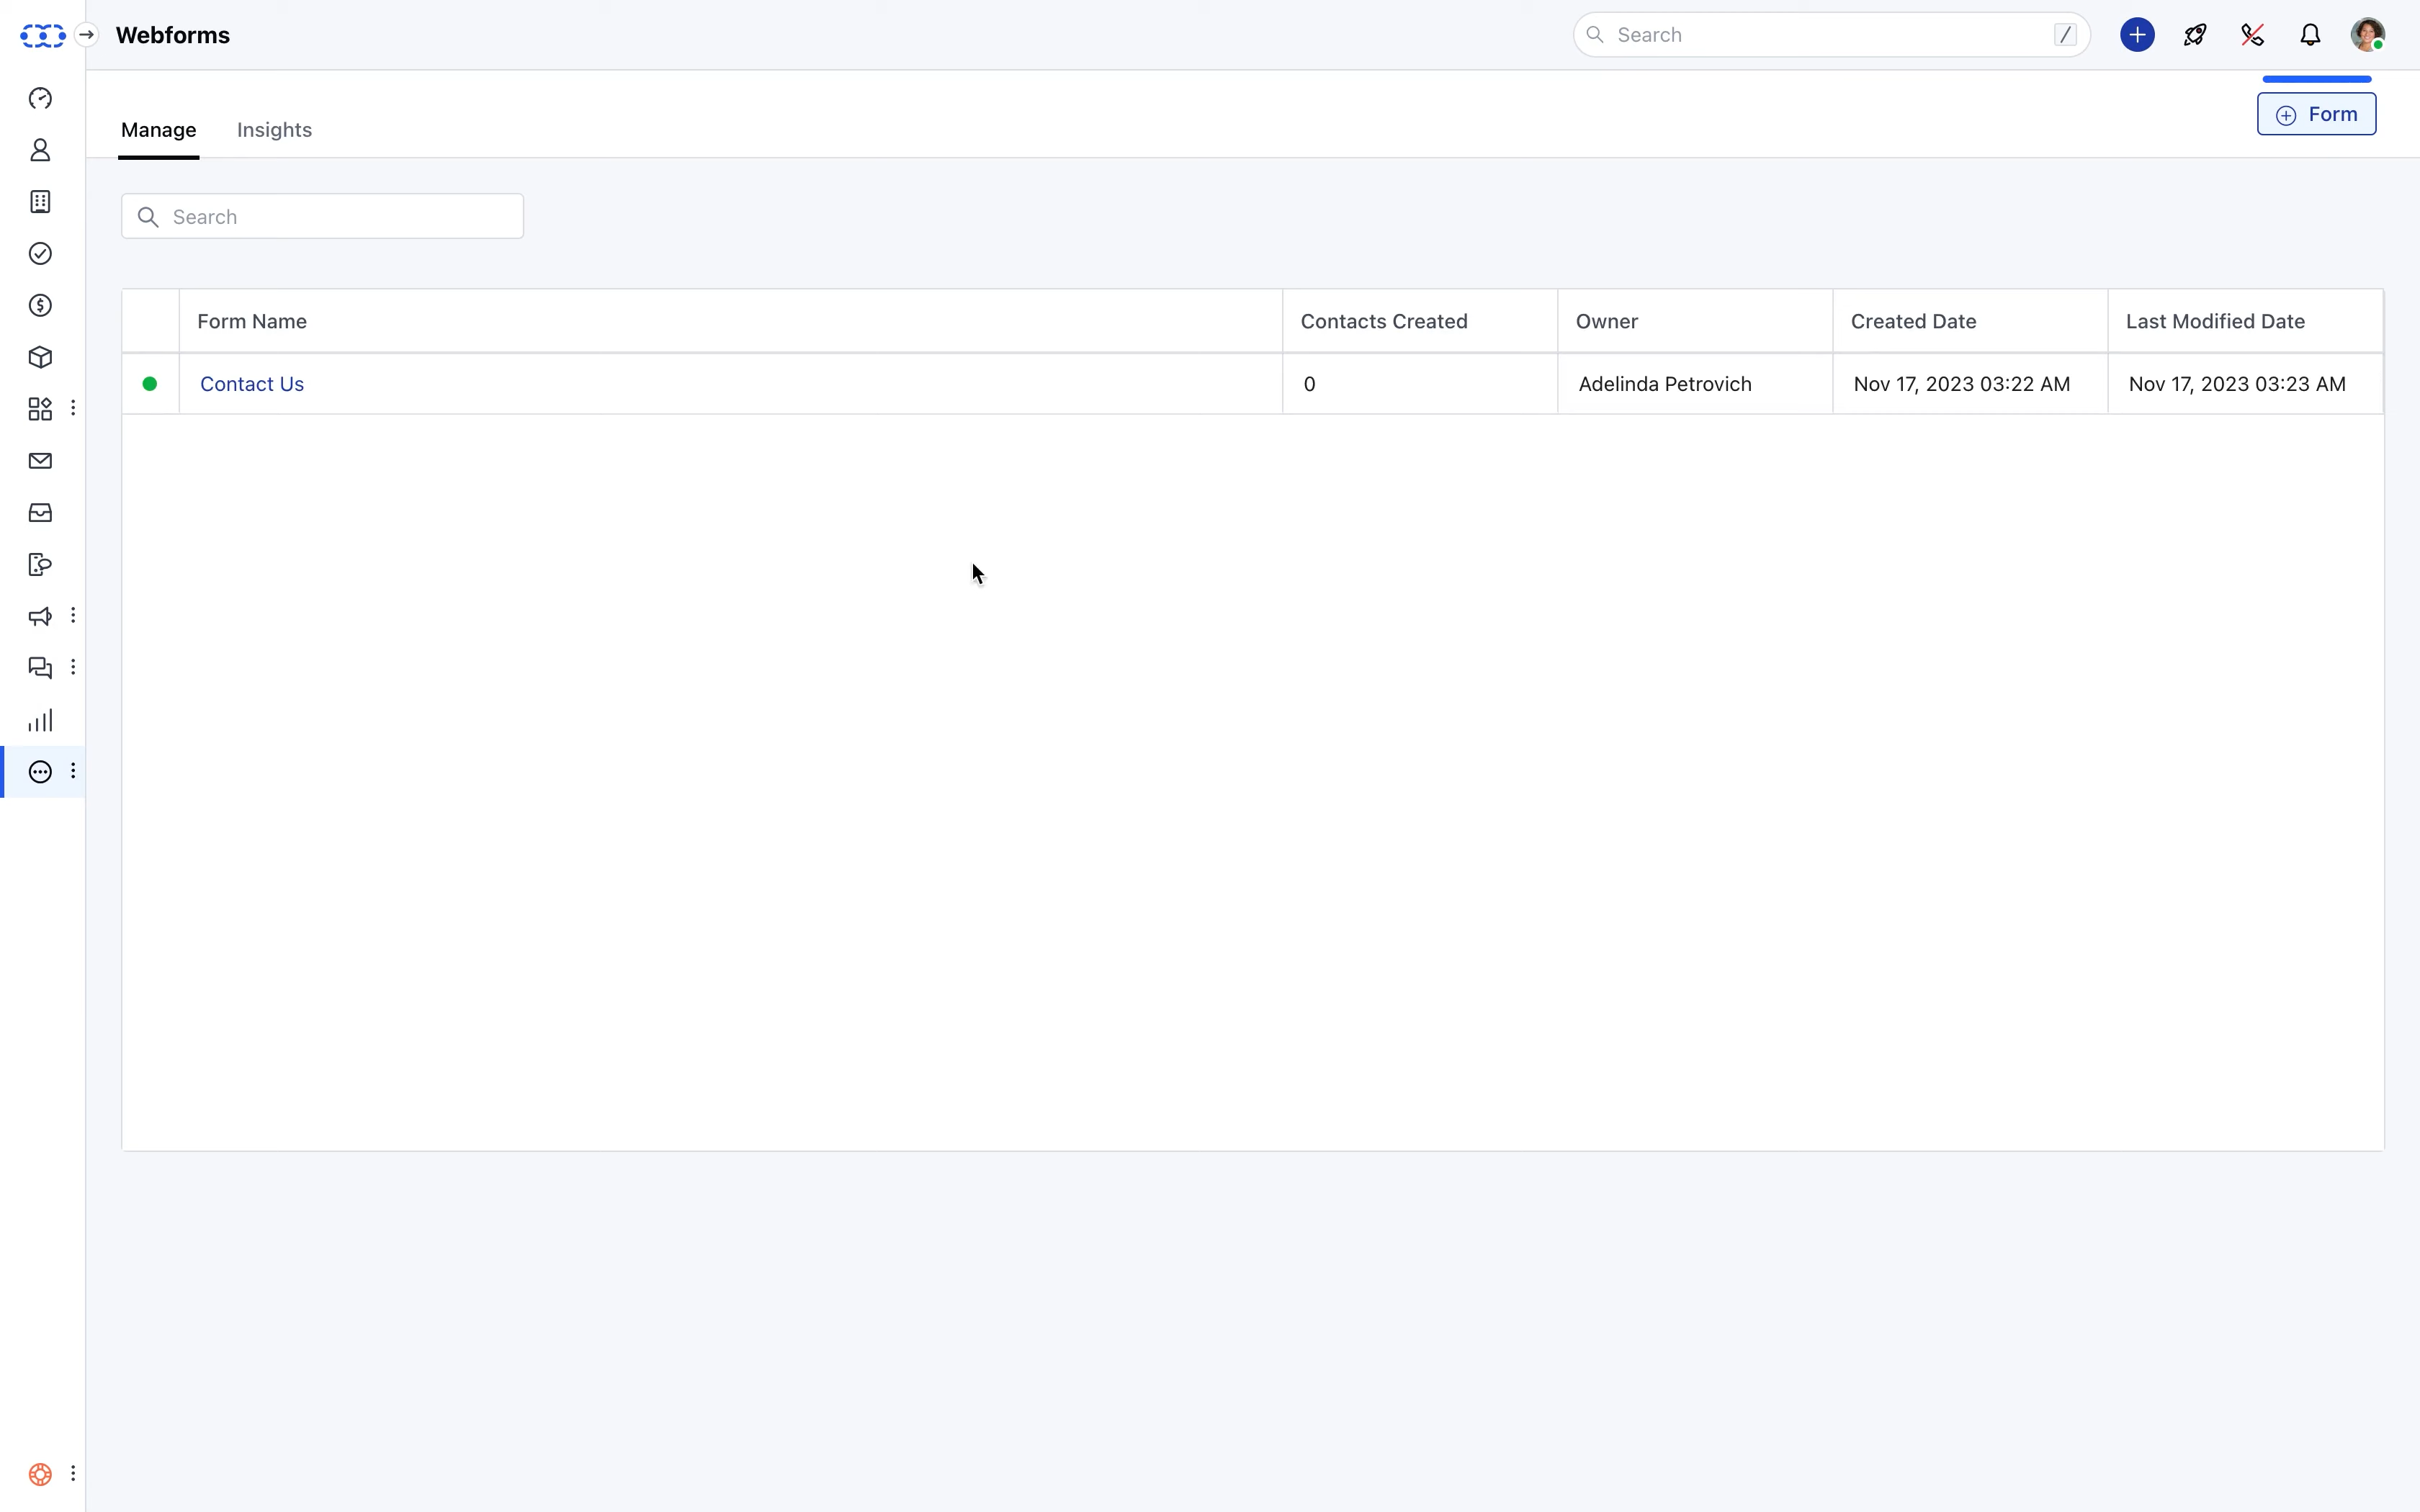 Webforms
Search /
Manage Insights
Form
Search
Form Name Contacts Created Owner Created Date Last Modified Date
Contact Us 0 Adelinda Petrovich Nov 17, 2023 03:22 AM Nov 17, 2023 03:23 AM